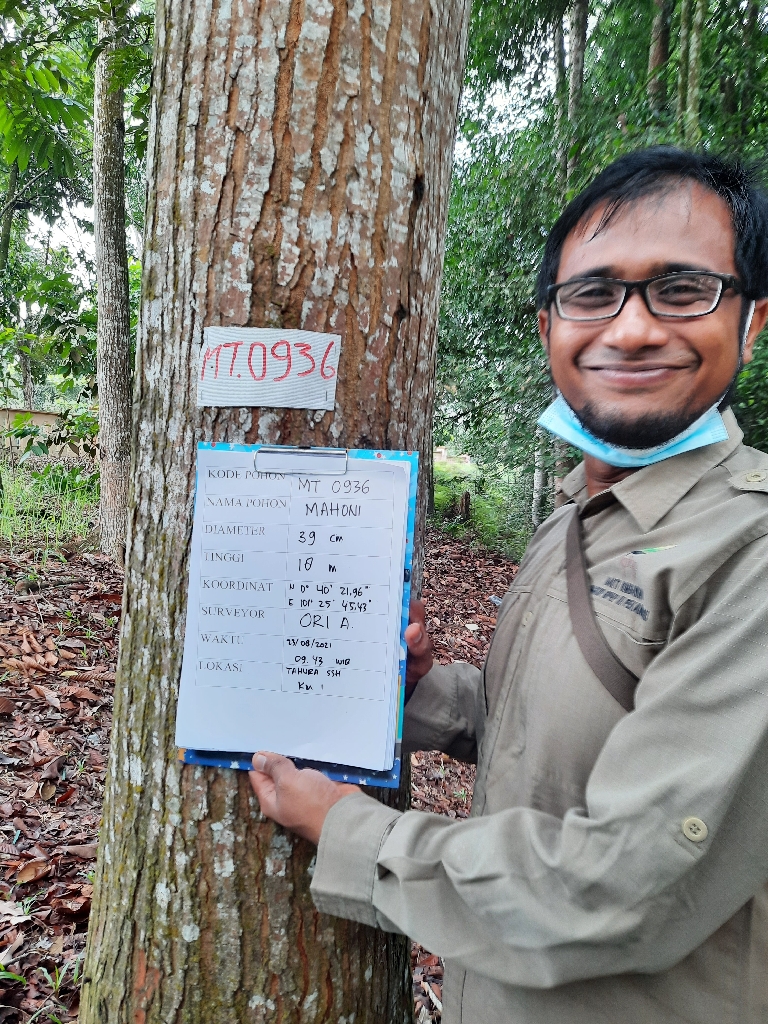 MT.0936
KODE POHON MT 0936
NAMA POHON MAHONI
DIAMETER 39 cm
TINGGI 10 m
KOORDINAT N 0° 40' 21.96"
E 101° 25' 45.43"
SURVEYOR ORI A.
WAKTU 23/08/2021
09.43 WIB
LOKASI TAHURA SSH
Km 1